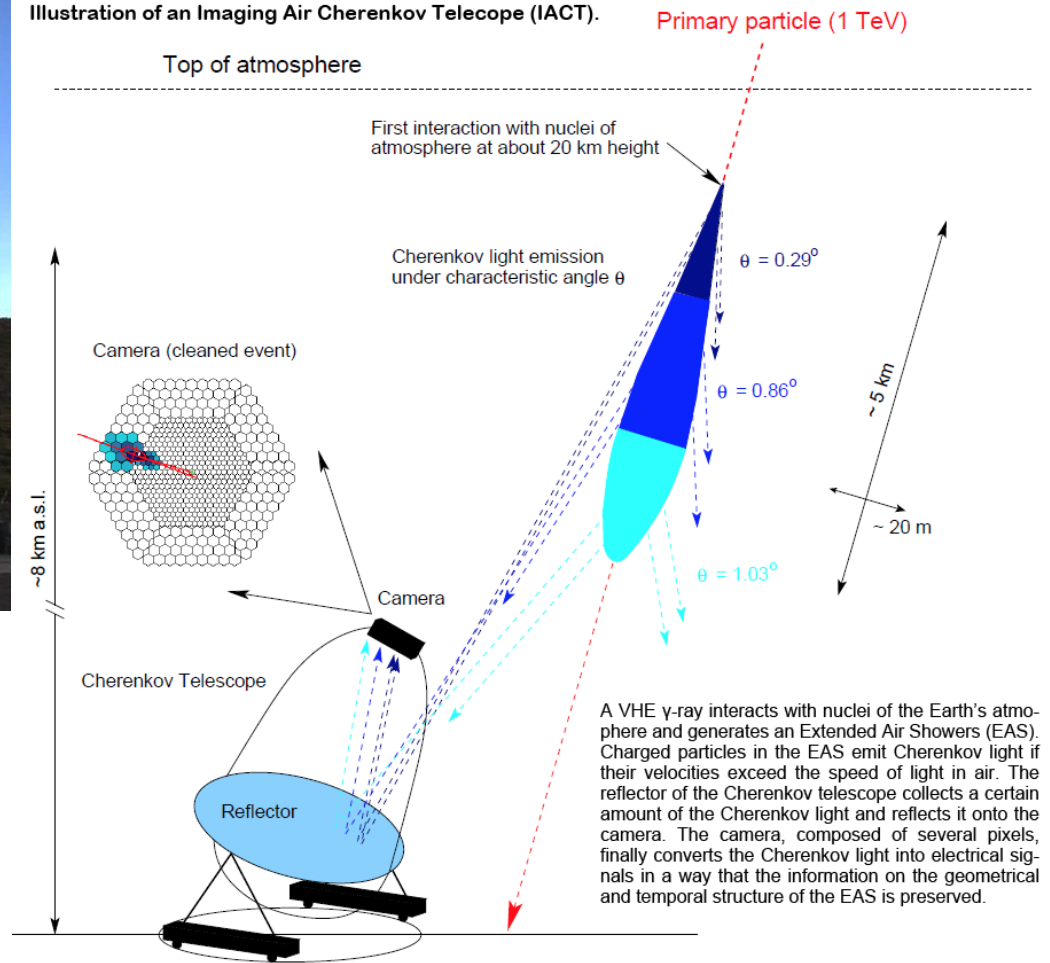 Illustration of an Imaging Air Cherenkov Telecope (IACT).
Primary particle (1 TeV)
Top of atmosphere
First interaction with nuclei of
atmosphere at about 20 km height
Cherenkov light emission
under characteristic angle θ
θ = 0.29°
Camera (cleaned event)
θ = 0.86°
~ 5 km
~8 km a.s.l.
~ 20 m
θ = 1.03°
Camera
Cherenkov Telescope
Reflector
A VHE γ-ray interacts with nuclei of the Earth's atmo-
phere and generates an Extended Air Showers (EAS).
Charged particles in the EAS emit Cherenkov light if
their velocities exceed the speed of light in air. The
reflector of the Cherenkov telescope collects a certain
amount of the Cherenkov light and reflects it onto the
camera. The camera, composed of several pixels,
finally converts the Cherenkov light into electrical sig-
nals in a way that the information on the geometrical
and temporal structure of the EAS is preserved.